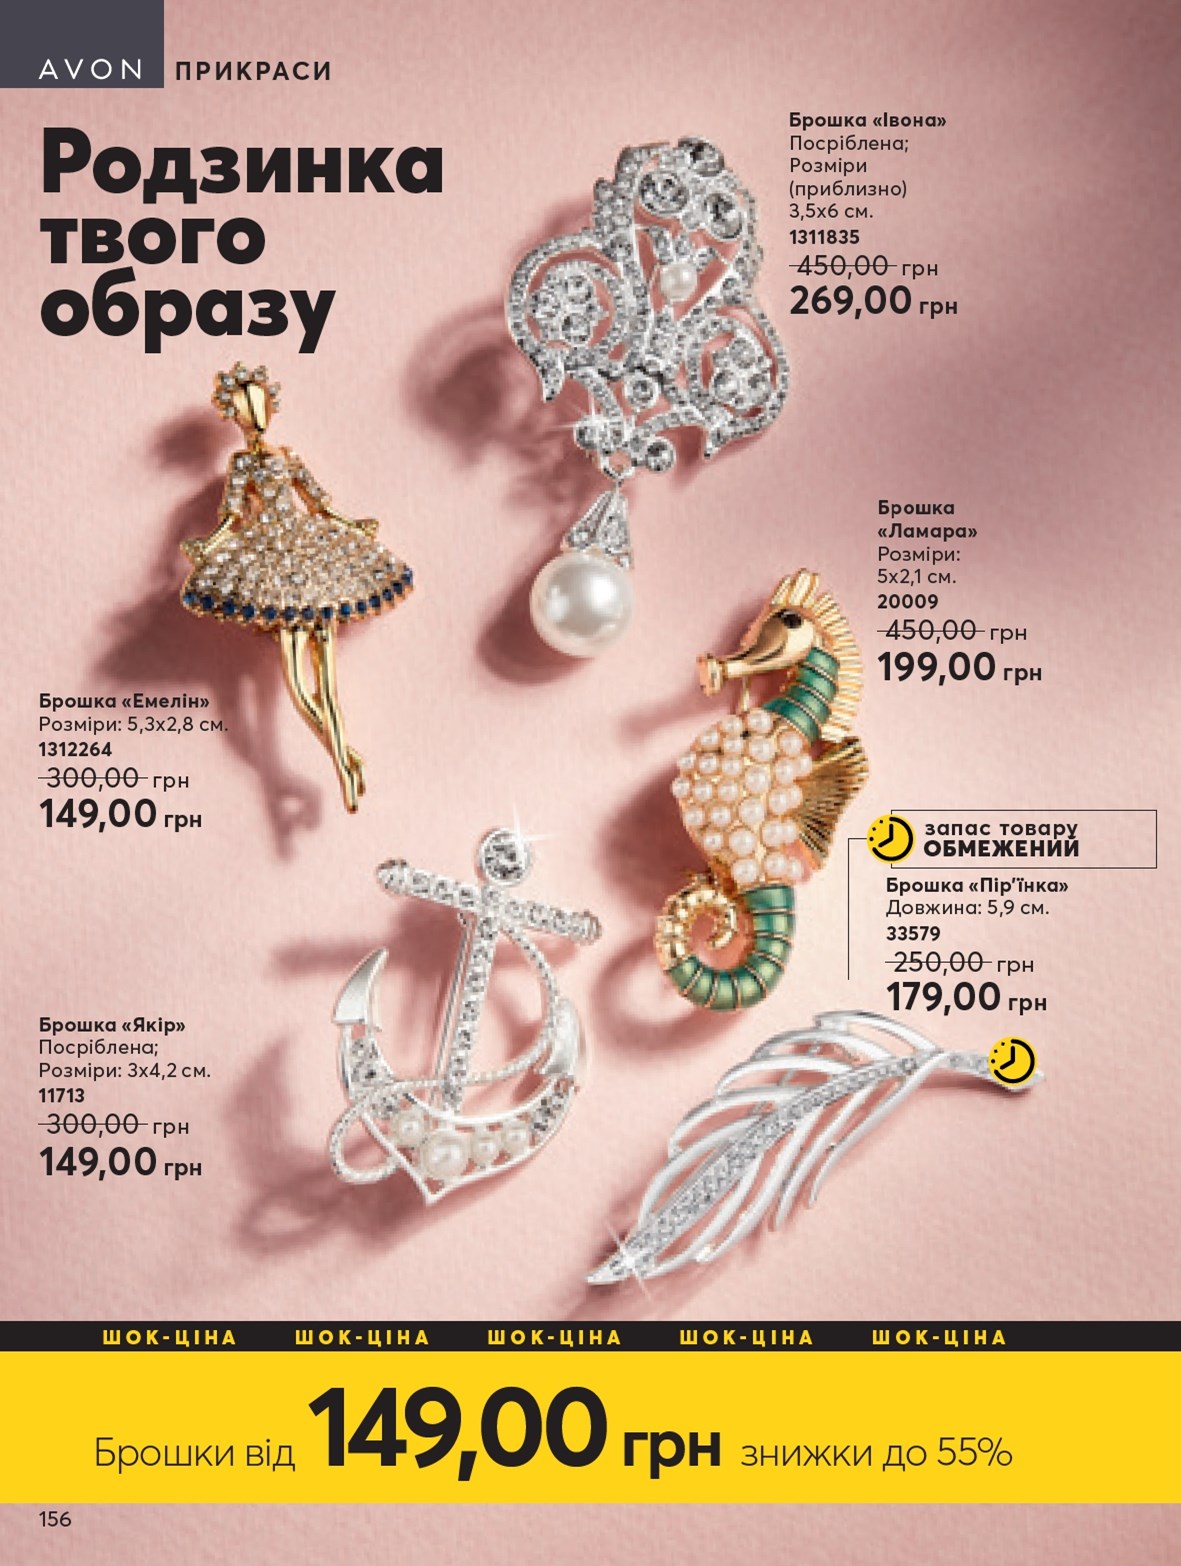 AVON ПРИКРАСИ
Родзинка
твого
образу
Брошка «Івона»
Посріблена;
Розміри
(приблизно)
3,5х6 см.
1311835
450,00 грн
269,00 грн
Брошка
«Ламара»
Розміри:
5х2,1 см.
20009
450,00 грн
199,00 грн
Брошка «Емелін»
Розміри: 5,3х2,8 см.
1312264
300,00 грн
149,00 грн
запас товару
ОБМЕЖЕНИЙ
Брошка «Пір’їнка»
Довжина: 5,9 см.
33579
250,00 грн
179,00 грн
Брошка «Якір»
Посріблена;
Розміри: 3х4,2 см.
11713
300,00 грн
149,00 грн
ШОК-ЦІНА ШОК-ЦІНА ШОК-ЦІНА ШОК-ЦІНА ШОК-ЦІНА
Брошки від 149,00 грн знижки до 55%
156